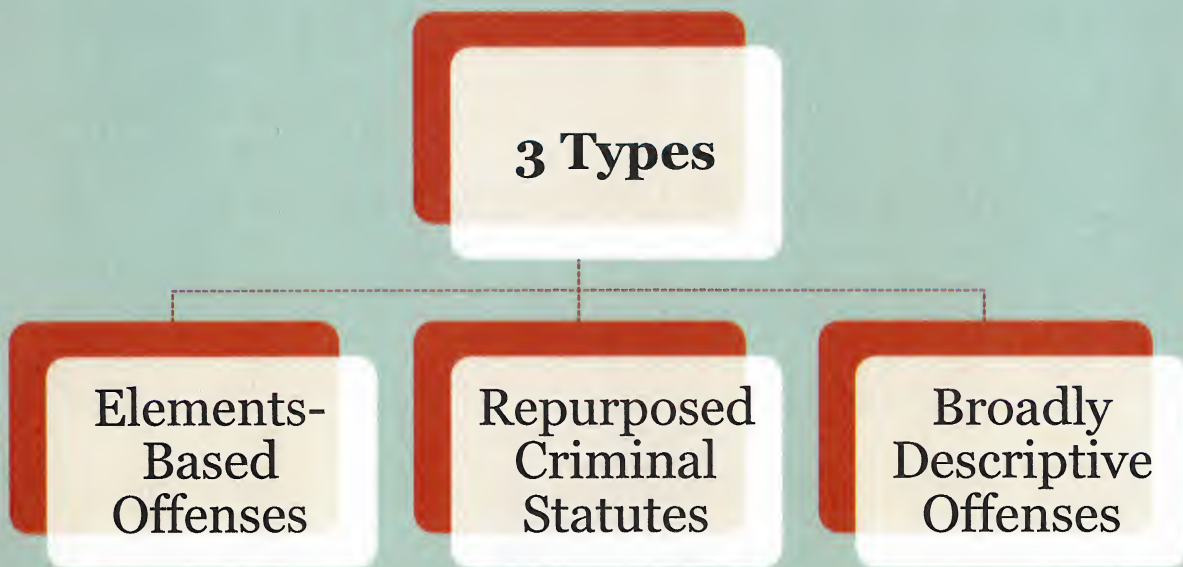 3 Types
Elements-
Based
Offenses
Repurposed
Criminal
Statutes
Broadly
Descriptive
Offenses